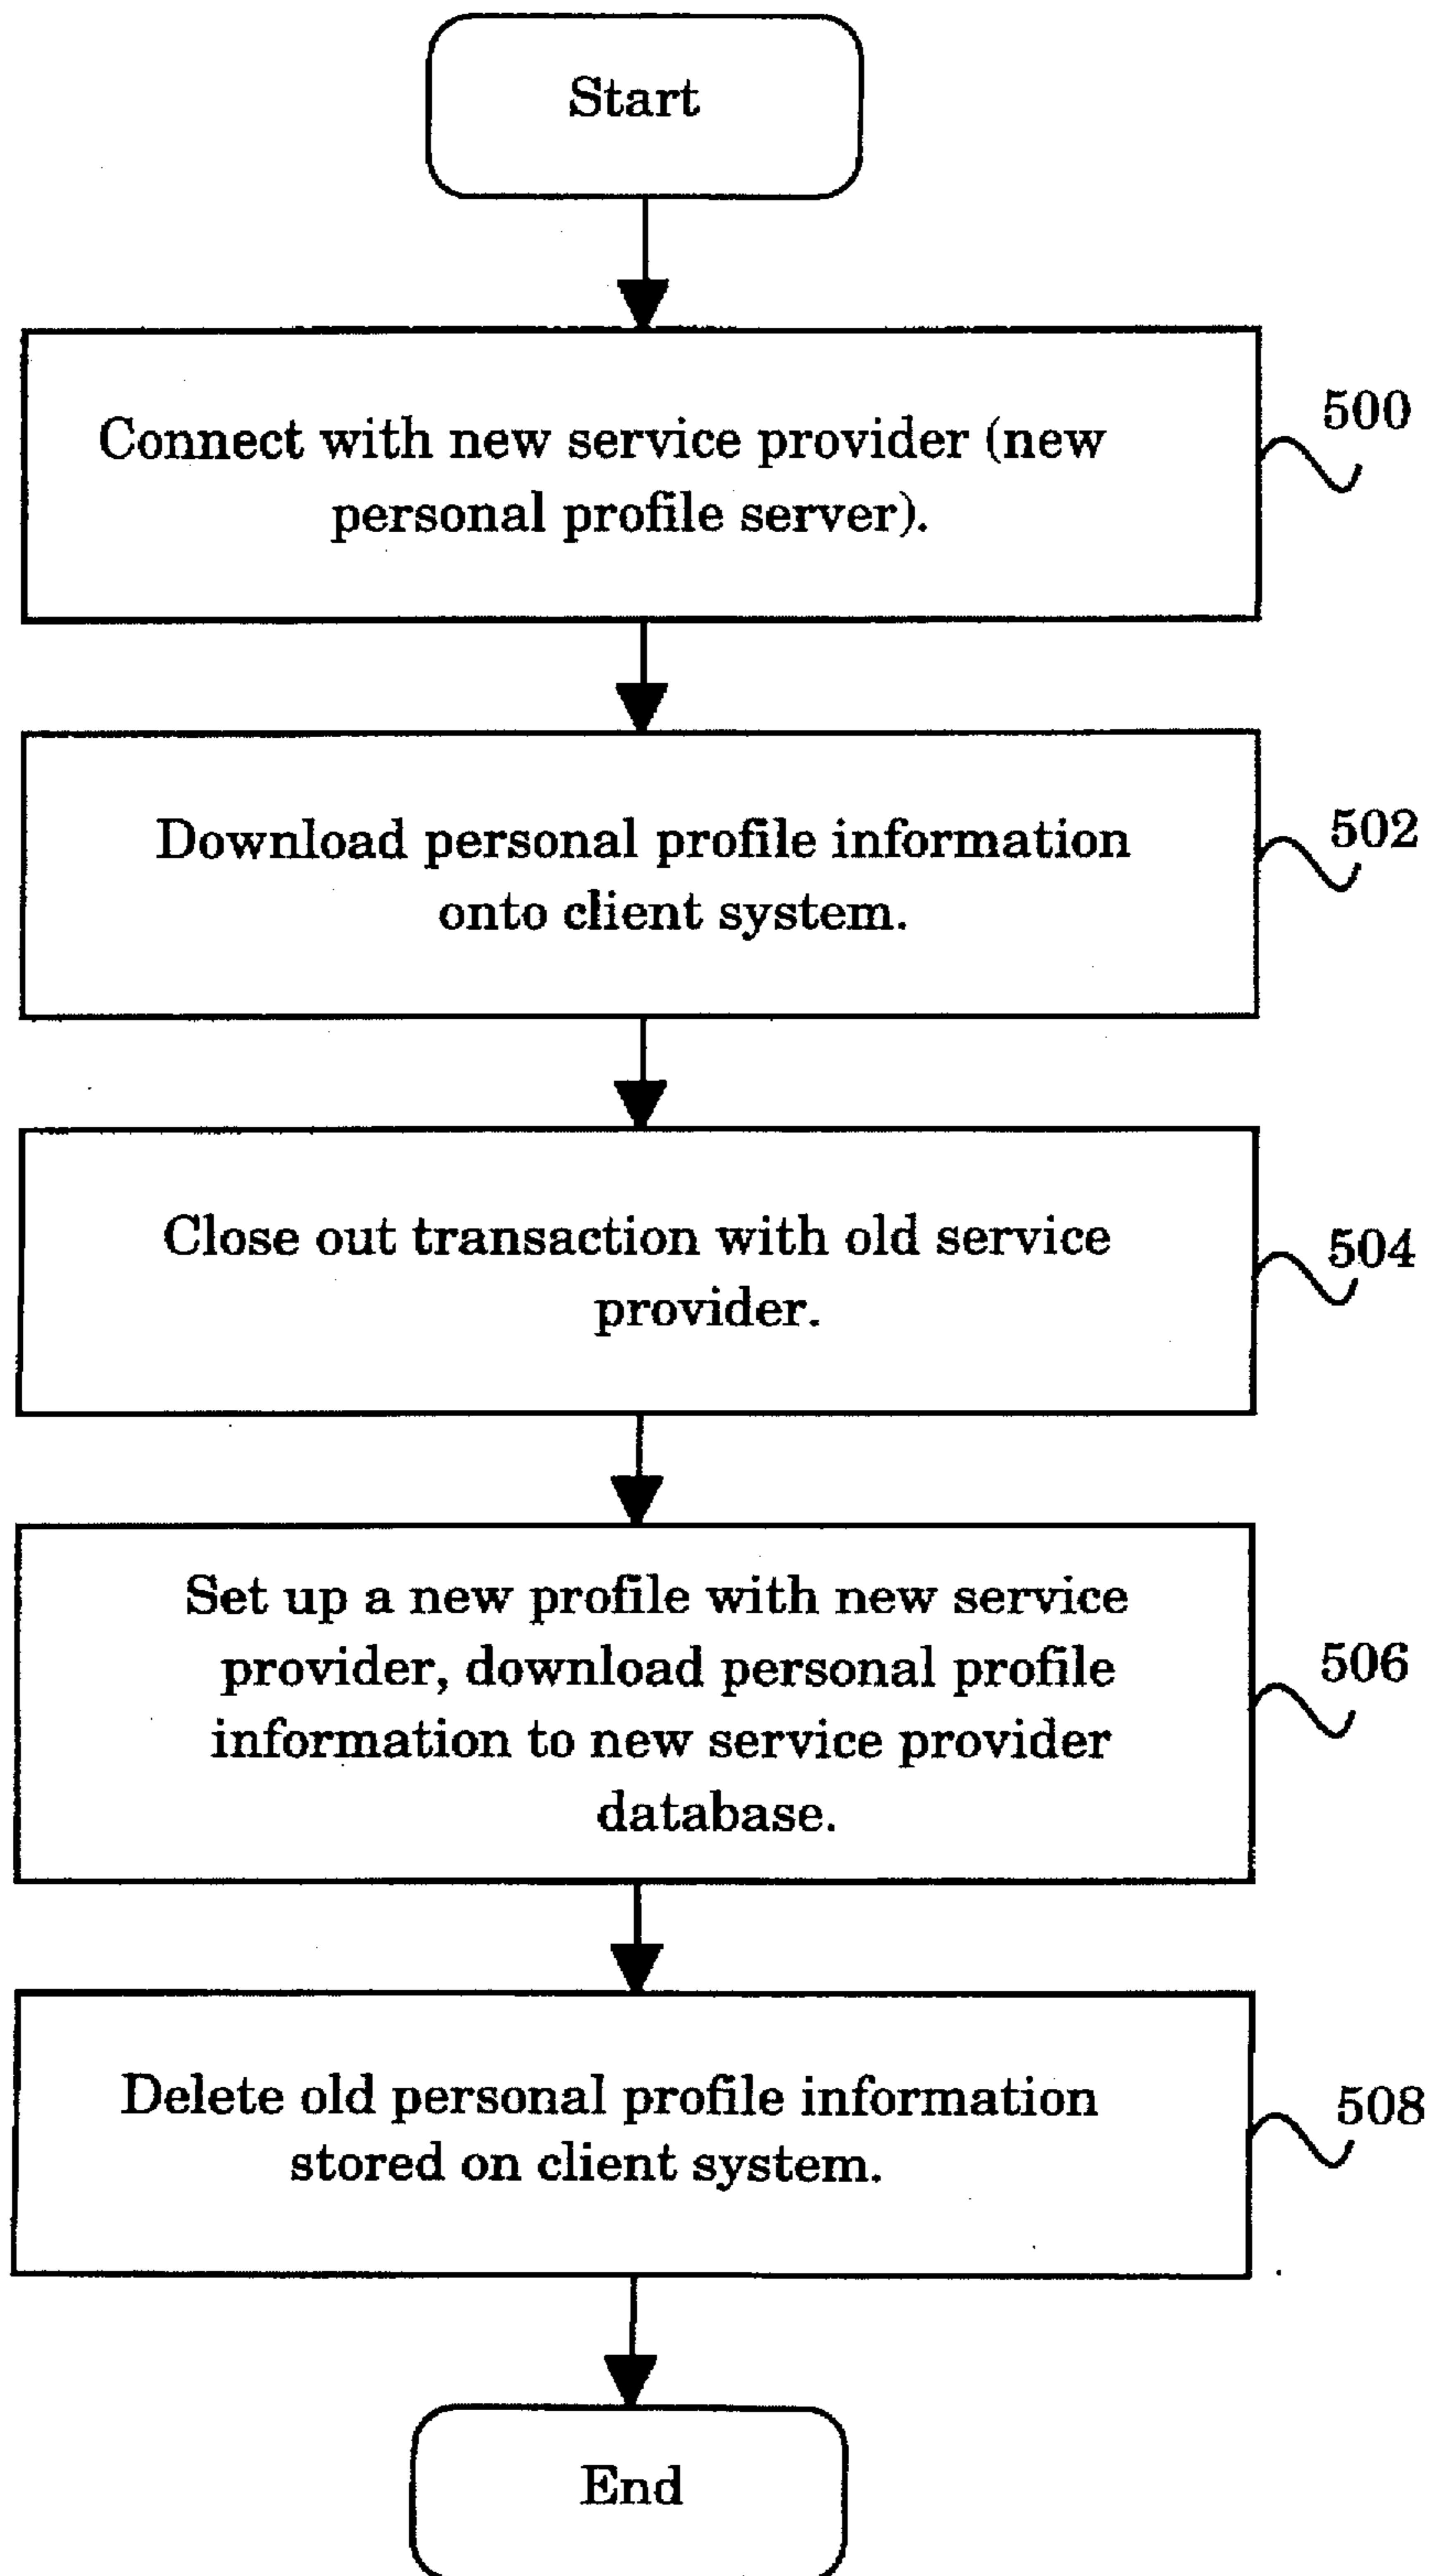 Start
Connect with new service provider (new
personal profile server).
500
Download personal profile information
onto client system.
502
Close out transaction with old service
provider.
504
Set up a new profile with new service
provider, download personal profile
information to new service provider
database.
506
Delete old personal profile information
stored on client system.
508
End